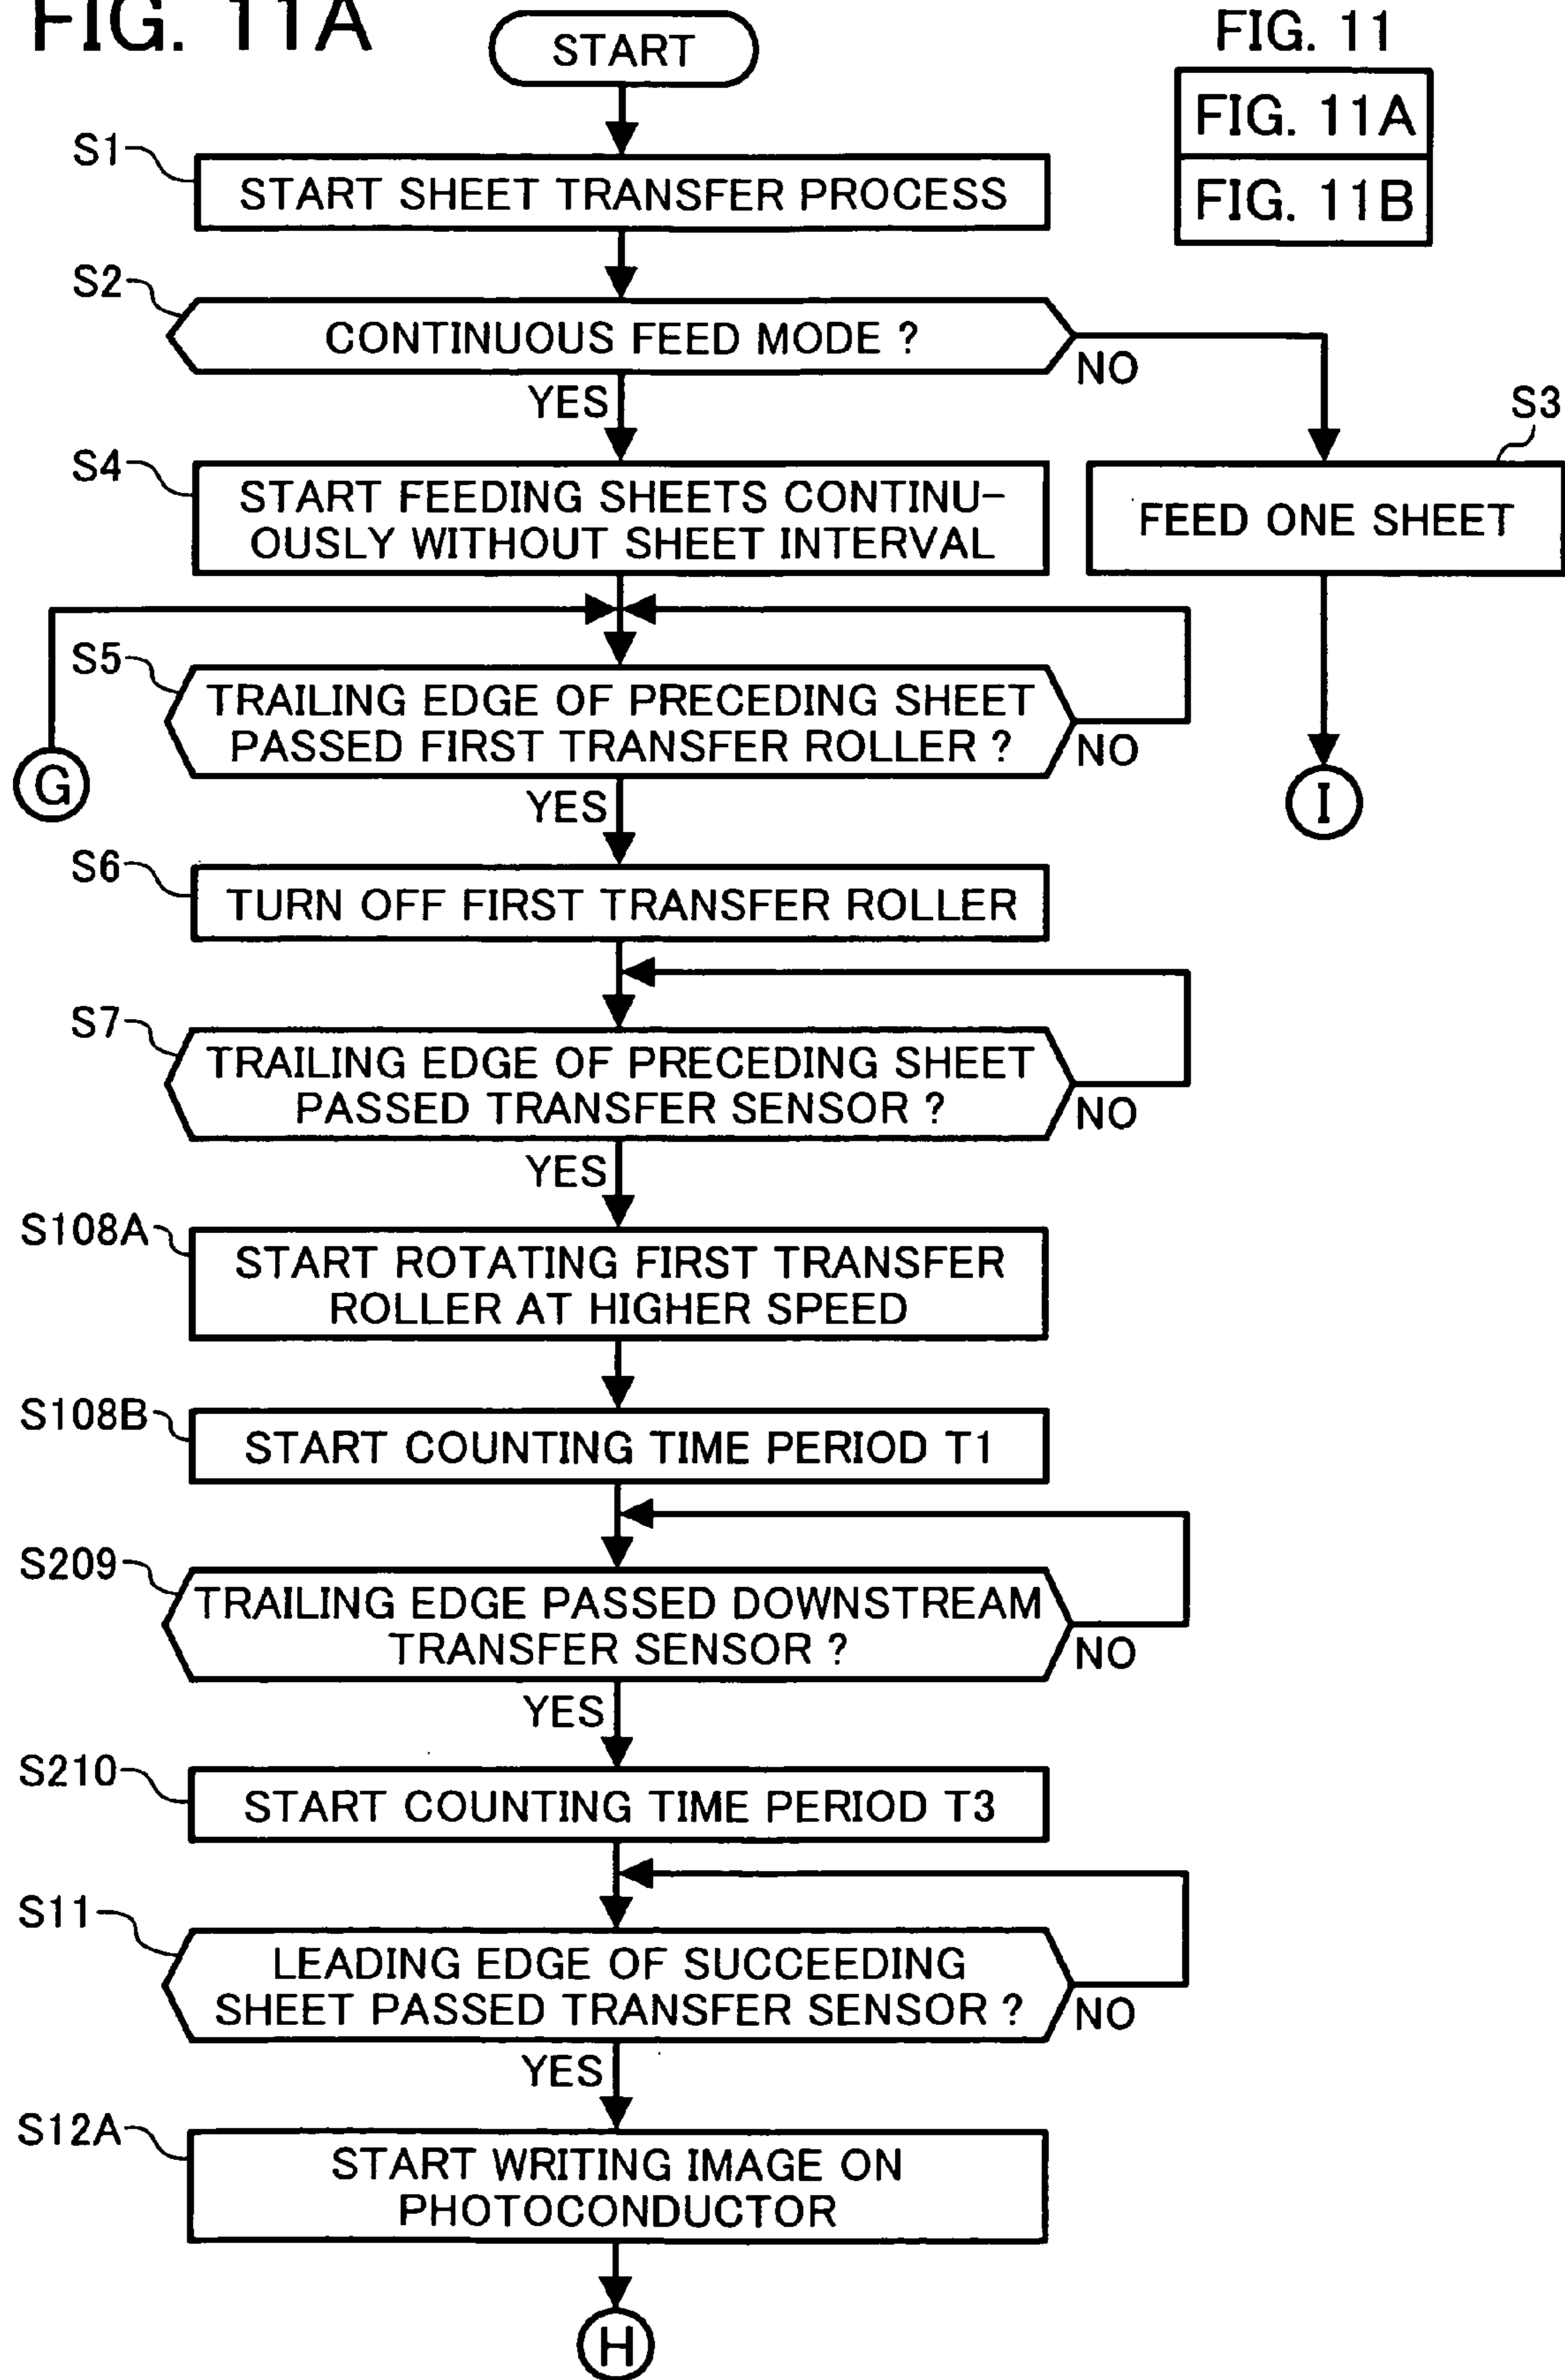 FIG. 11A
FIG. 11
FIG. 11A
FIG. 11B
START
S1
START SHEET TRANSFER PROCESS
S2
CONTINUOUS FEED MODE ?
NO
YES
S3
FEED ONE SHEET
I
S4
START FEEDING SHEETS CONTINU-
OUSLY WITHOUT SHEET INTERVAL
G
S5
TRAILING EDGE OF PRECEDING SHEET
PASSED FIRST TRANSFER ROLLER ?
NO
YES
S6
TURN OFF FIRST TRANSFER ROLLER
S7
TRAILING EDGE OF PRECEDING SHEET
PASSED TRANSFER SENSOR ?
NO
YES
S108A
START ROTATING FIRST TRANSFER
ROLLER AT HIGHER SPEED
S108B
START COUNTING TIME PERIOD T1
S209
TRAILING EDGE PASSED DOWNSTREAM
TRANSFER SENSOR ?
NO
YES
S210
START COUNTING TIME PERIOD T3
S11
LEADING EDGE OF SUCCEEDING
SHEET PASSED TRANSFER SENSOR ?
NO
YES
S12A
START WRITING IMAGE ON
PHOTOCONDUCTOR
H